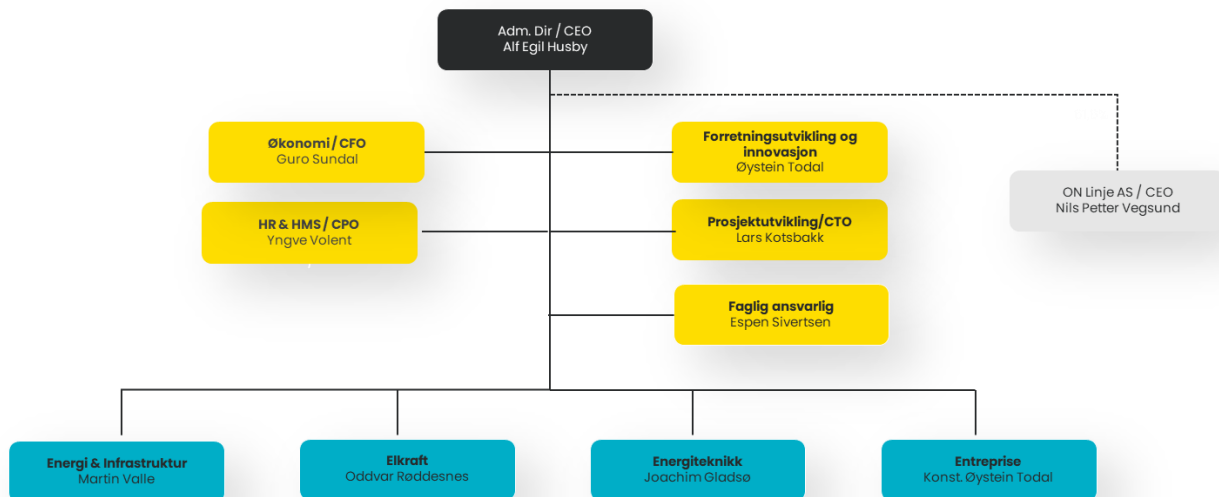 Adm. Dir / CEO
Alf Egil Husby
Økonomi / CFO
Guro Sundal
Forretningsutvikling og
innovasjon
Øystein Todal
ON Linje AS / CEO
Nils Petter Vegsund
HR & HMS / CPO
Yngve Volent
Prosjektutvikling/CTO
Lars Kotsbakk
Faglig ansvarlig
Espen Sivertsen
Energi & Infrastruktur
Martin Valle
Elkraft
Oddvar Røddesnes
Energiteknikk
Joachim Gladsø
Entreprise
Konst. Øystein Todal